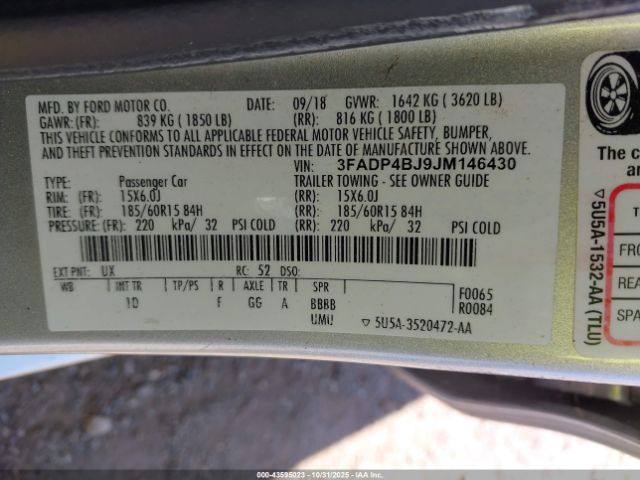 MFD. BY FORD MOTOR CO. DATE: 09/18 GVWR: 1642 KG ( 3620 LB)
GAWR: (FR): 839 KG ( 1850 LB) (RR): 816 KG ( 1800 LB)
THIS VEHICLE CONFORMS TO ALL APPLICABLE FEDERAL MOTOR VEHICLE SAFETY, BUMPER,
AND THEFT PREVENTION STANDARDS IN EFFECT ON THE DATE OF MANUFACTURE SHOWN ABOVE.
VIN: 3FADP4BJ9JM146430
TYPE: Passenger Car TRAILER TOWING - SEE OWNER GUIDE
RIM: (FR): 15X6.0J (RR): 15X6.0J
TIRE: (FR): 185/60R15 84H (RR): 185/60R15 84H
PRESSURE: (FR): 220 kPa/ 32 PSI COLD (RR): 220 kPa/ 32 PSI COLD
EXT PNT: UX RC: 52 DSO:
WB INT TR TP/PS R AXLE TR SPR
F GG A BBBB
UMU
F0065
R0084
▽ 5U5A-3520472-AA
▽ 5U5A-1532-AA (TLU)
The c
an
F
FRO
REA
SPA
000-43595023 - 10/31/2025 - IAAI.COM